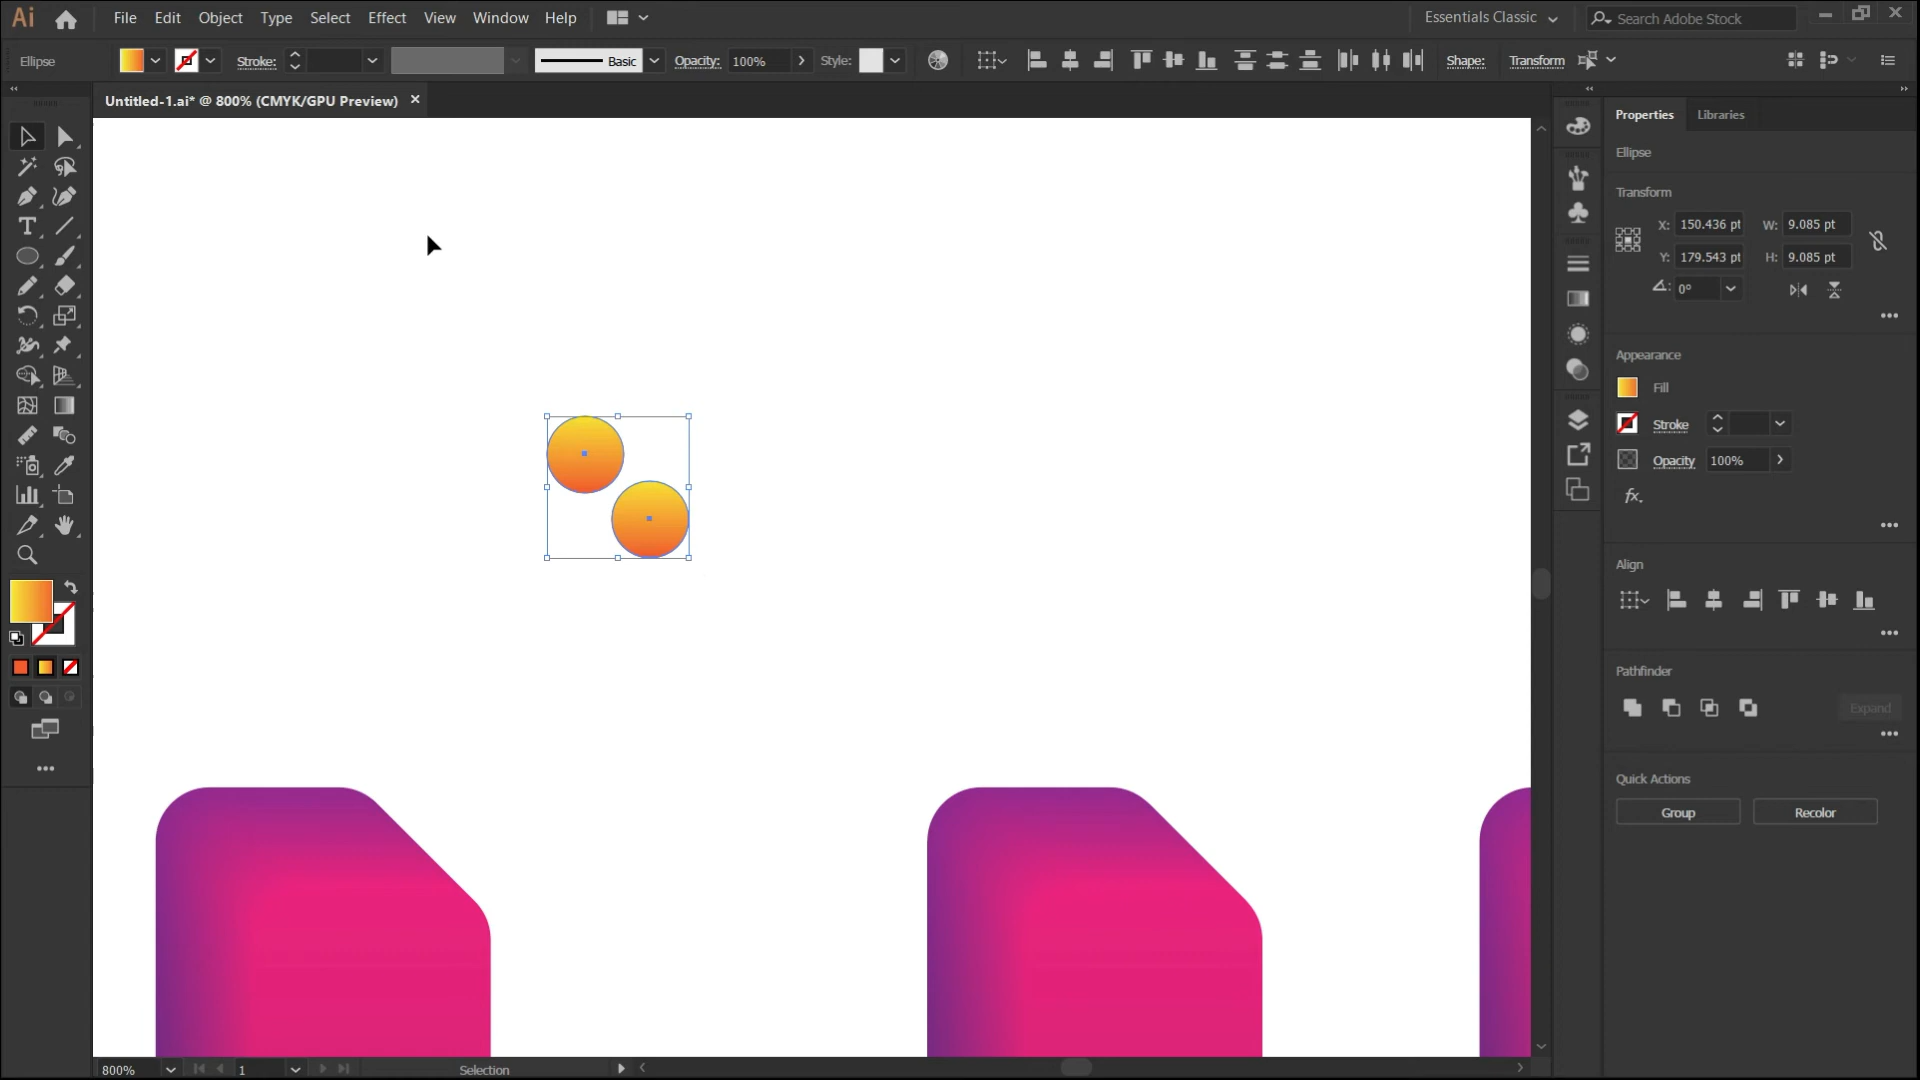 Ai File Edit Object Type Select Effect View Window Help Essentials Classic Search Adobe Stock
Ellipse Stroke: Basic Opacity: 100% Style: Shape: Transform
Untitled-1.ai* @ 800% (CMYK/GPU Preview) ×
Properties Libraries
Ellipse
Transform
X: 150.436 pt W: 9.085 pt
Y: 179.543 pt H: 9.085 pt
0°
Appearance
Fill
Stroke
Opacity 100%
fx.
Align
Pathfinder
Expand
Quick Actions
Group Recolor
800% 1 Selection